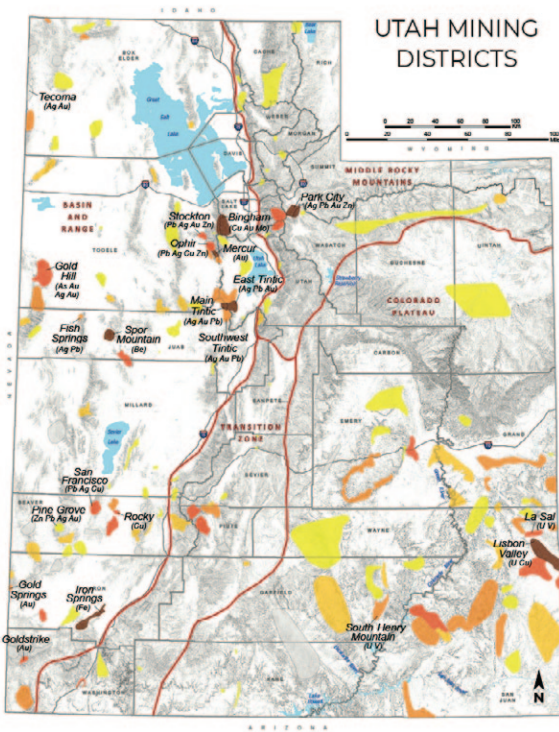 UTAH MINING
DISTRICTS
IDAHO
BOX
ELDER
CACHE
RICH
WEBER
MORGAN
DAVIS
SUMMIT
WYOMING
Great
Salt
Lake
Tecoma
(Ag Au)
MIDDLE ROCKY
MOUNTAINS
BASIN
AND
RANGE
TOOELE
SALT
LAKE
Stockton
(Pb Ag Au Zn)
Bingham
(Cu Au Mo)
Park City
(Ag Pb Au Zn)
Ophir
(Pb Ag Cu Zn)
Mercur
(Au)
Utah
Lake
UTAH
WASATCH
DUCHESNE
UINTAH
East Tintic
(Ag Pb Au)
Gold
Hill
(As Au
Ag Au)
Main
Tintic
(Ag Au Pb)
COLORADO
PLATEAU
Fish
Springs
(Ag Pb)
Spor
Mountain
(Be)
JUAB
Southwest
Tintic
(Ag Au Pb)
CARBON
NEVADA
MILLARD
SANPETE
EMERY
GRAND
TRANSITION
ZONE
Sevier
Lake
SEVIER
San
Francisco
(Pb Ag Cu)
BEAVER
Pine Grove
(Zn Pb Ag Au)
Rocky
(Cu)
PIUTE
WAYNE
La Sal
(U V)
Lisbon
Valley
(U Cu)
Gold
Springs
(Au)
Iron
Springs
(Fe)
GARFIELD
South Henry
Mountain
(U V)
Goldstrike
(Au)
WASHINGTON
KANE
SAN
JUAN
N
ARIZONA